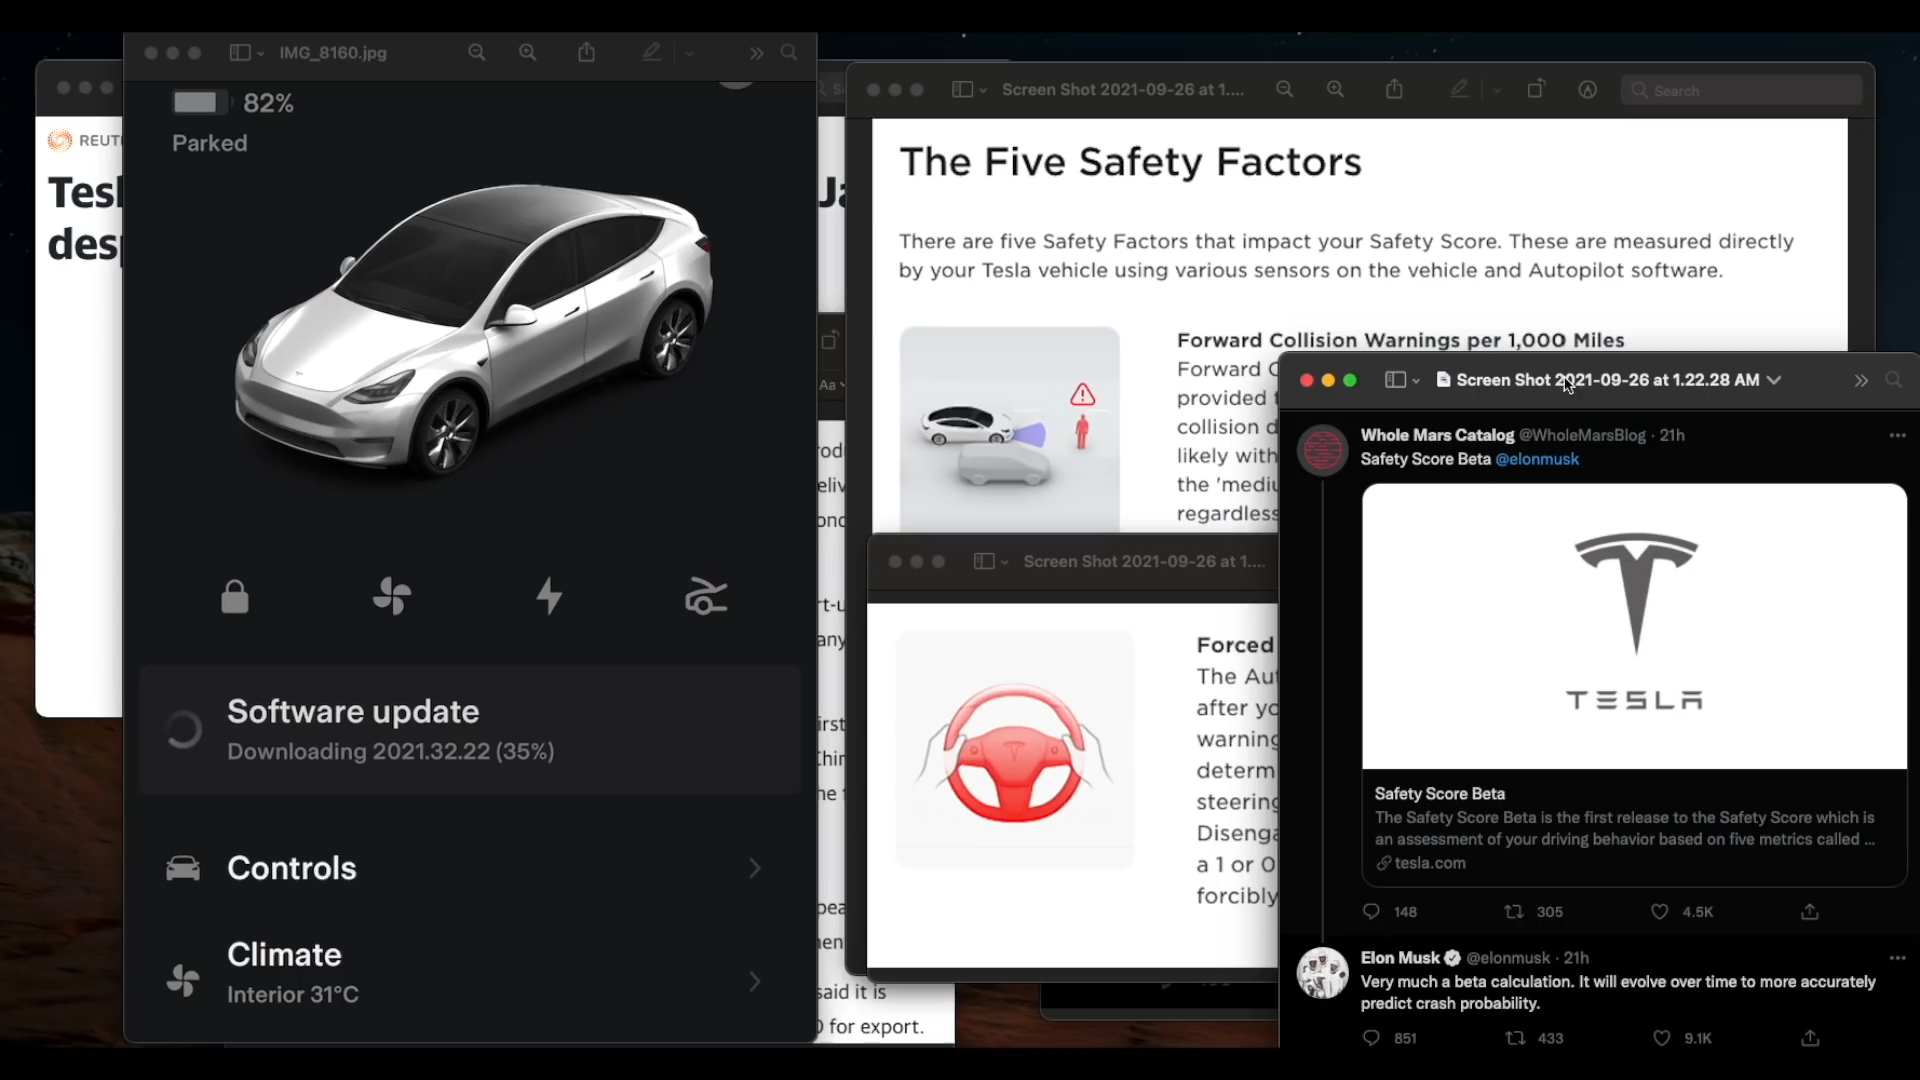 IMG_8160.jpg
82%
Parked
Software update
Downloading 2021.32.22 (35%)
Controls
Climate
Interior 31°C
Aa
said it is
for export.
Screen Shot 2021-09-26 at 1....
Search
The Five Safety Factors
There are five Safety Factors that impact your Safety Score. These are measured directly
by your Tesla vehicle using various sensors on the vehicle and Autopilot software.
Forward Collision Warnings per 1,000 Miles
Forward
provided
collision
likely with
the 'medi
regardless
Screen Shot 2021-09-26 at 1....
Forced
The Au
after yo
warning
determ
steering
Disenga
a 1 or 0
forcibly
Screen Shot 2021-09-26 at 1.22.28 AM
Whole Mars Catalog @WholeMarsBlog · 21h
Safety Score Beta @elonmusk
TESLA
Safety Score Beta
The Safety Score Beta is the first release to the Safety Score which is
an assessment of your driving behavior based on five metrics called ...
tesla.com
148 305 4.5K
Elon Musk @elonmusk · 21h
Very much a beta calculation. It will evolve over time to more accurately
predict crash probability.
851 433 9.1K